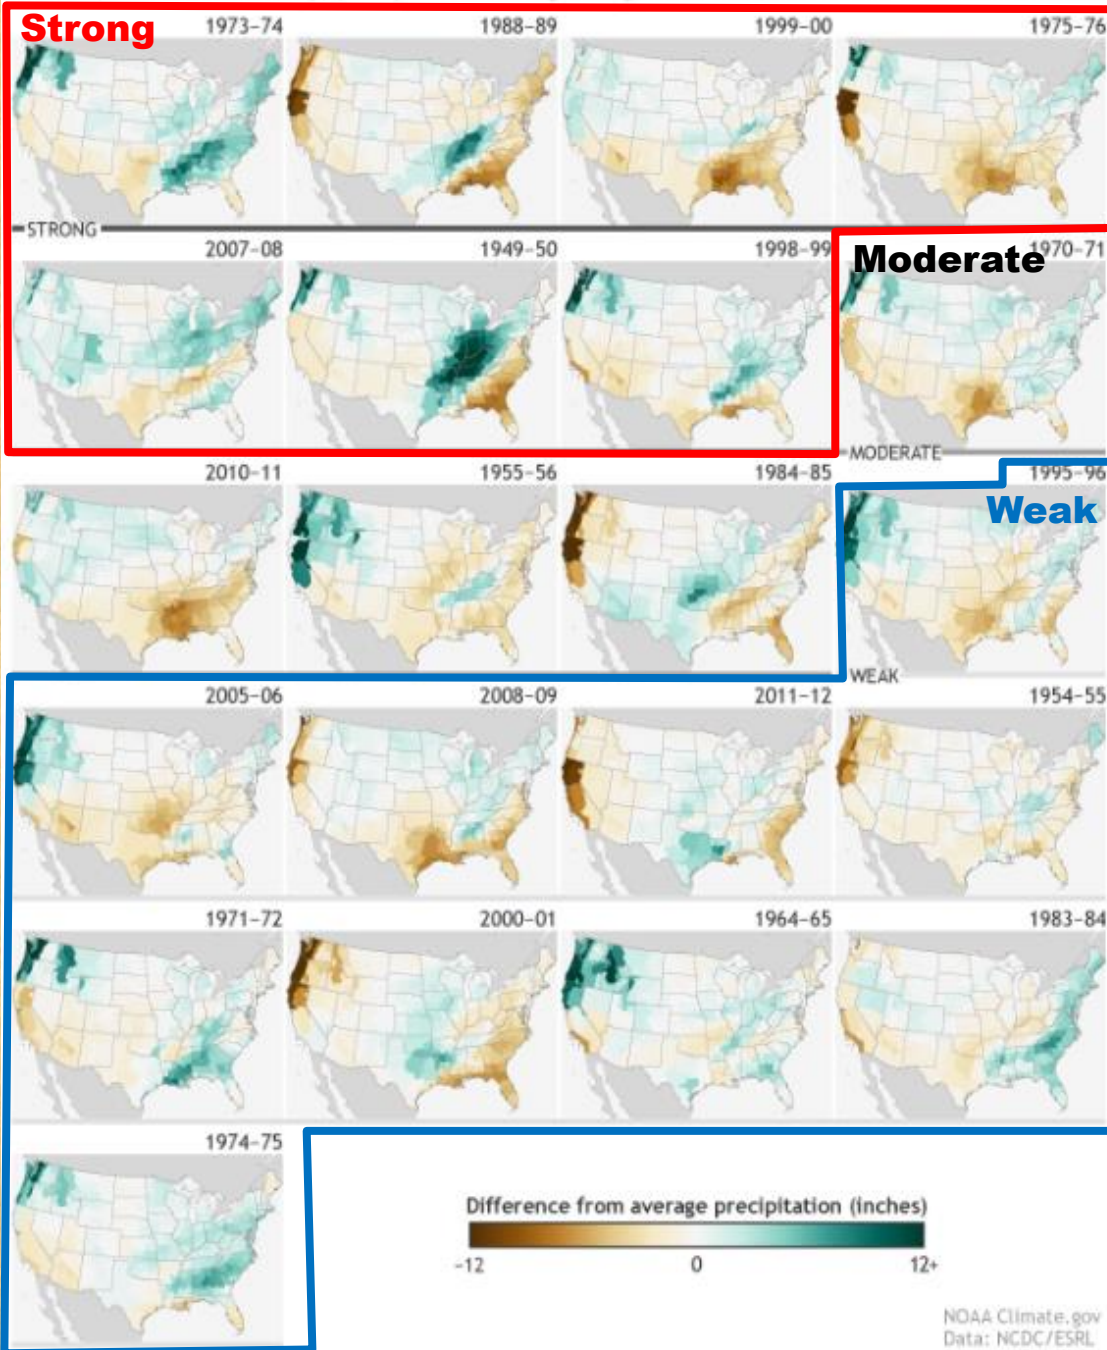 Strong
1973-74
1988-89
1999-00
1975-76
STRONG
2007-08
1949-50
1998-99
Moderate
1970-71
MODERATE
2010-11
1955-56
1984-85
1995-96
Weak
WEAK
2005-06
2008-09
2011-12
1954-55
1971-72
2000-01
1964-65
1983-84
1974-75
Difference from average precipitation (inches)
-12
0
12+
NOAA Climate.gov
Data: NCDC/ESRL